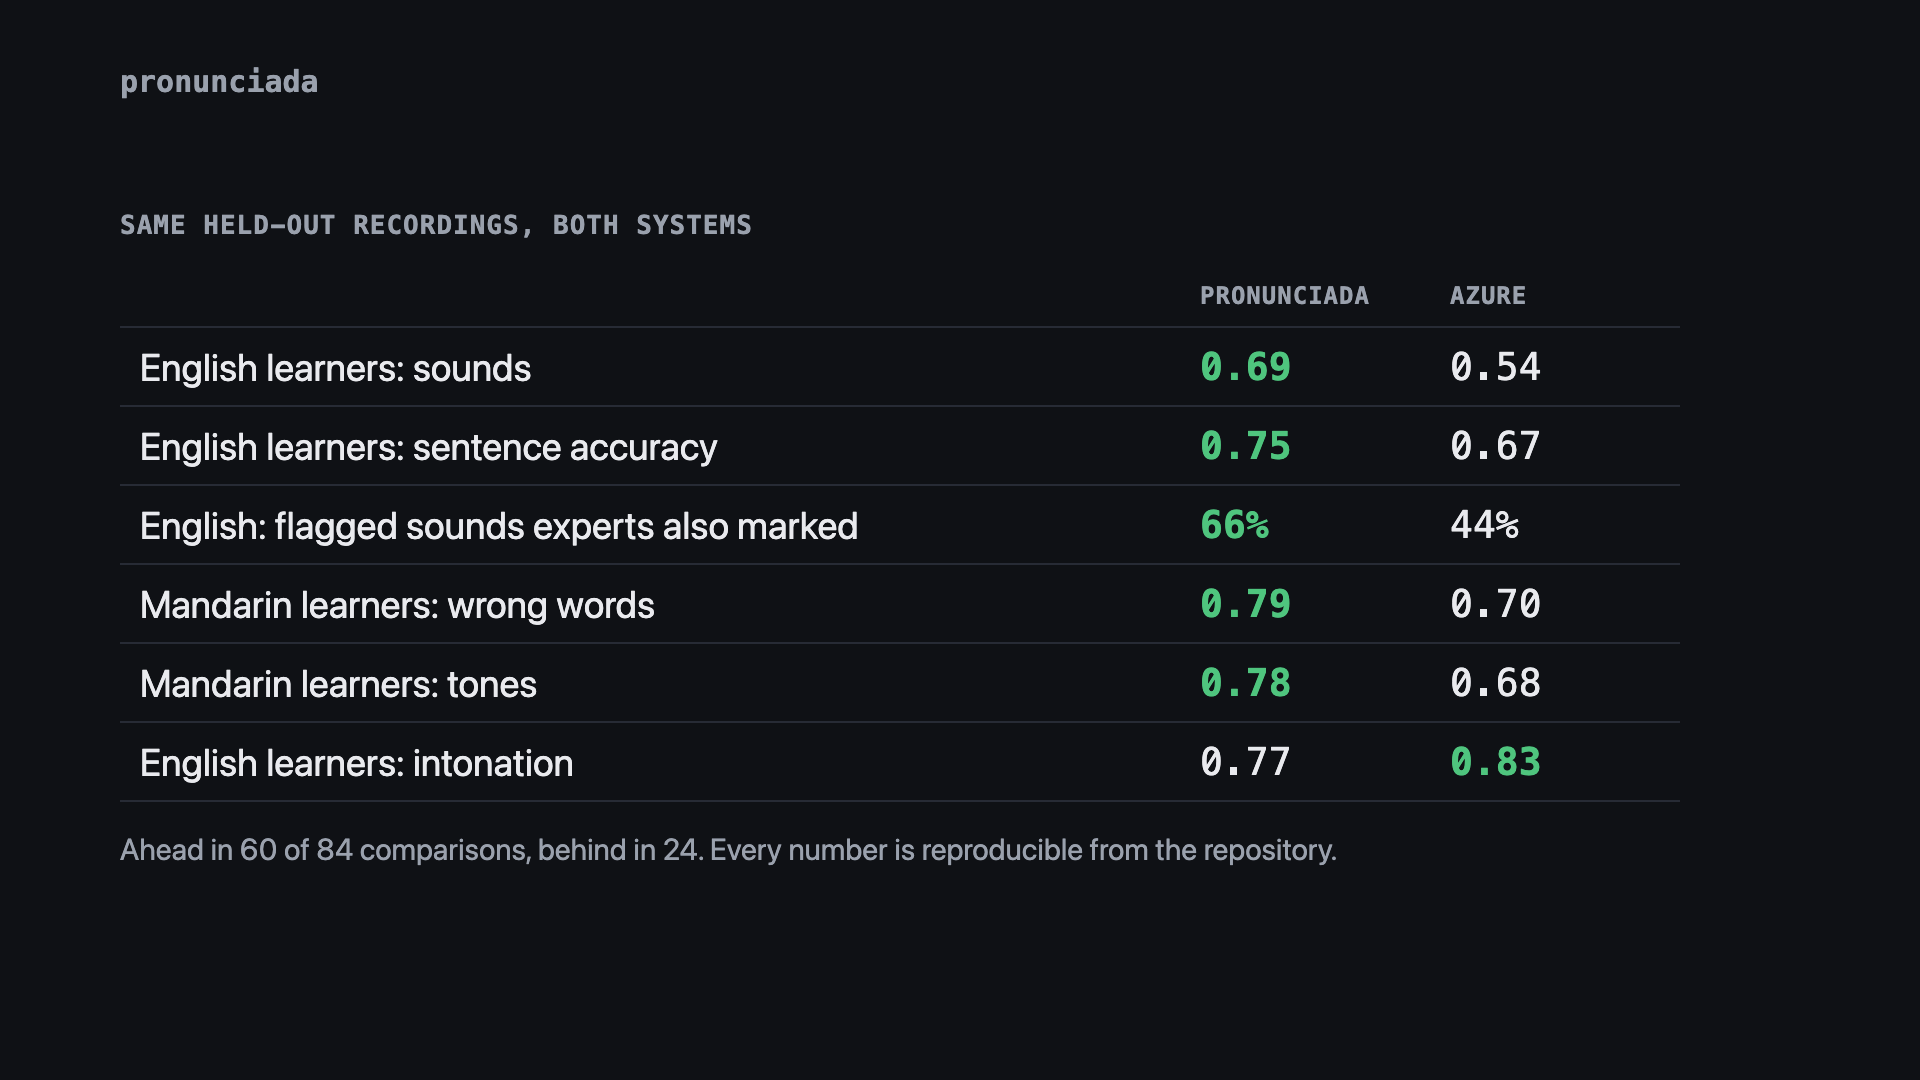 pronunciada
SAME HELD-OUT RECORDINGS, BOTH SYSTEMS
PRONUNCIADA AZURE
English learners: sounds 0.69 0.54
English learners: sentence accuracy 0.75 0.67
English: flagged sounds experts also marked 66% 44%
Mandarin learners: wrong words 0.79 0.70
Mandarin learners: tones 0.78 0.68
English learners: intonation 0.77 0.83
Ahead in 60 of 84 comparisons, behind in 24. Every number is reproducible from the repository.